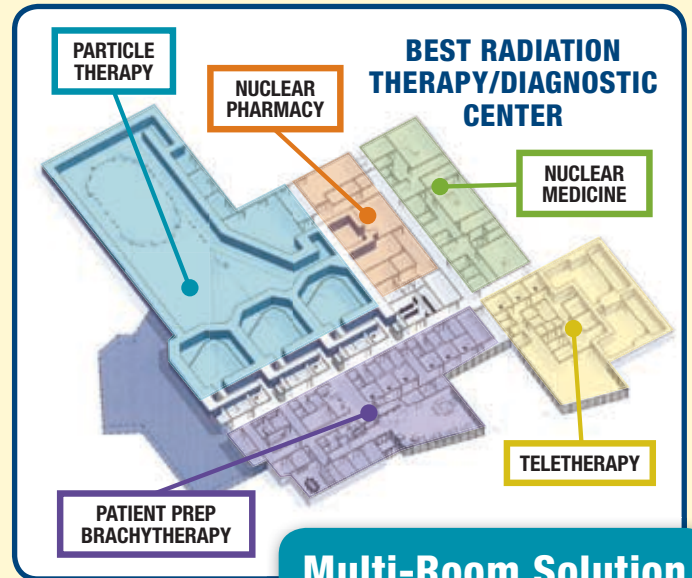 PARTICLE
THERAPY
NUCLEAR
PHARMACY
BEST RADIATION
THERAPY/DIAGNOSTIC
CENTER
NUCLEAR
MEDICINE
TELETHERAPY
PATIENT PREP
BRACHYTHERAPY
Multi-Room Solution